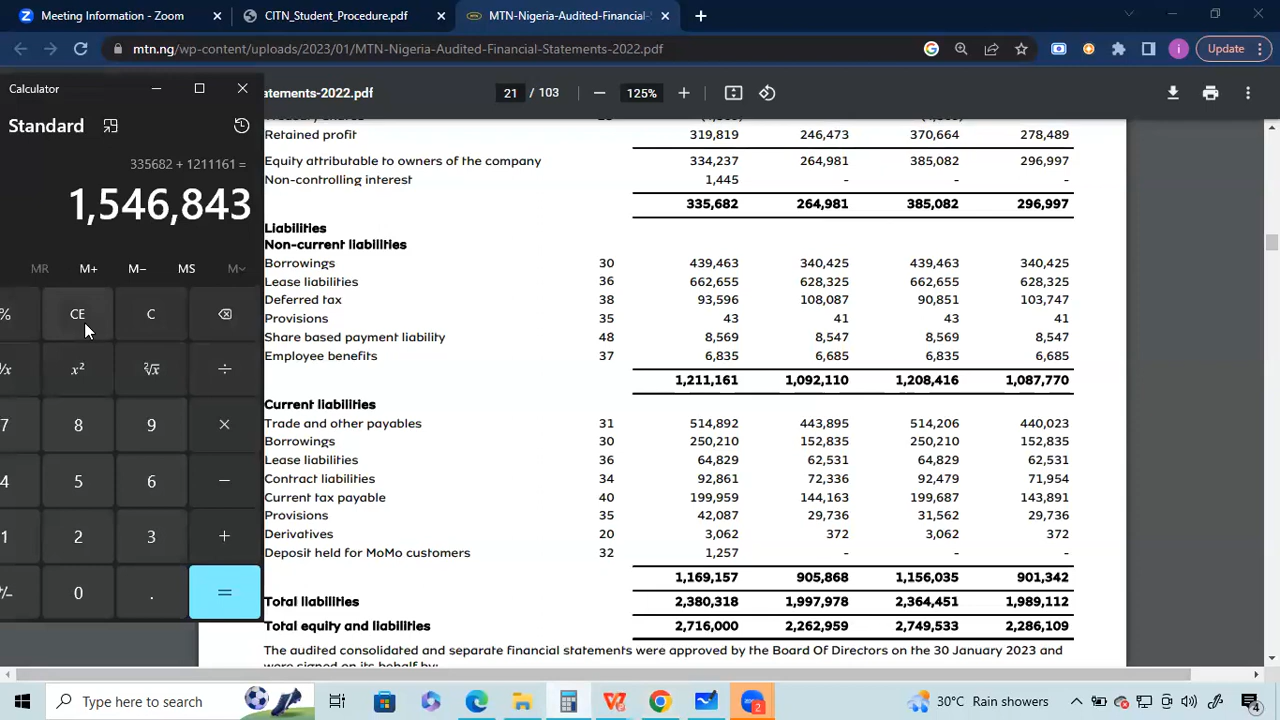 Attending Meeting - Zoom
CITN_Current_Procedure.pdf
MTN-Nigeria-Audited-Financial-S
mtn.ng/wp-content/uploads/2023/01/MTN-Nigeria-Audited-Financial-Statements-2022.pdf
Update
Calculator
atements-2022.pdf
21 / 103
125%
Standard
335682 + 1211161 =
1,546,843
MR M+ M− MS M
% CE C
¹/x x² ²√x ÷
7 8 9 ×
4 5 6 −
1 2 3 +
+/− 0 . =
Retained profit 319,819 246,473 370,664 278,489
Equity attributable to owners of the company 334,237 264,981 385,082 296,997
Non-controlling interest 1,445 - - -
335,682 264,981 385,082 296,997
Liabilities
Non-current liabilities
Borrowings 30 439,463 340,425 439,463 340,425
Lease liabilities 36 662,655 628,325 662,655 628,325
Deferred tax 38 93,596 108,087 90,851 103,747
Provisions 35 43 41 43 41
Share based payment liability 48 8,569 8,547 8,569 8,547
Employee benefits 37 6,835 6,685 6,835 6,685
1,211,161 1,092,110 1,208,416 1,087,770
Current liabilities
Trade and other payables 31 514,892 443,895 514,206 440,023
Borrowings 30 250,210 152,835 250,210 152,835
Lease liabilities 36 64,829 62,531 64,829 62,531
Contract liabilities 34 92,861 72,336 92,479 71,954
Current tax payable 40 199,959 144,163 199,687 143,891
Provisions 35 42,087 29,736 31,562 29,736
Derivatives 20 3,062 372 3,062 372
Deposit held for MoMo customers 32 1,257 - - -
1,169,157 905,868 1,156,035 901,342
Total liabilities 2,380,318 1,997,978 2,364,451 1,989,112
Total equity and liabilities 2,716,000 2,262,959 2,749,533 2,286,109
The audited consolidated and separate financial statements were approved by the Board Of Directors on the 30 January 2023 and
were signed on its behalf by:
Type here to search
2
30°C Rain showers
4